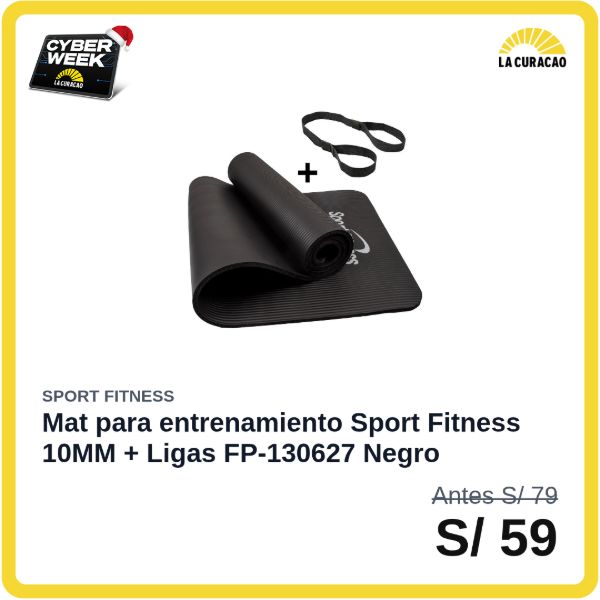 CYBER
WEEK
LA CURACAO
LA CURACAO
+
SPORT FITNESS
Mat para entrenamiento Sport Fitness
10MM + Ligas FP-130627 Negro
Antes S/ 79
S/ 59